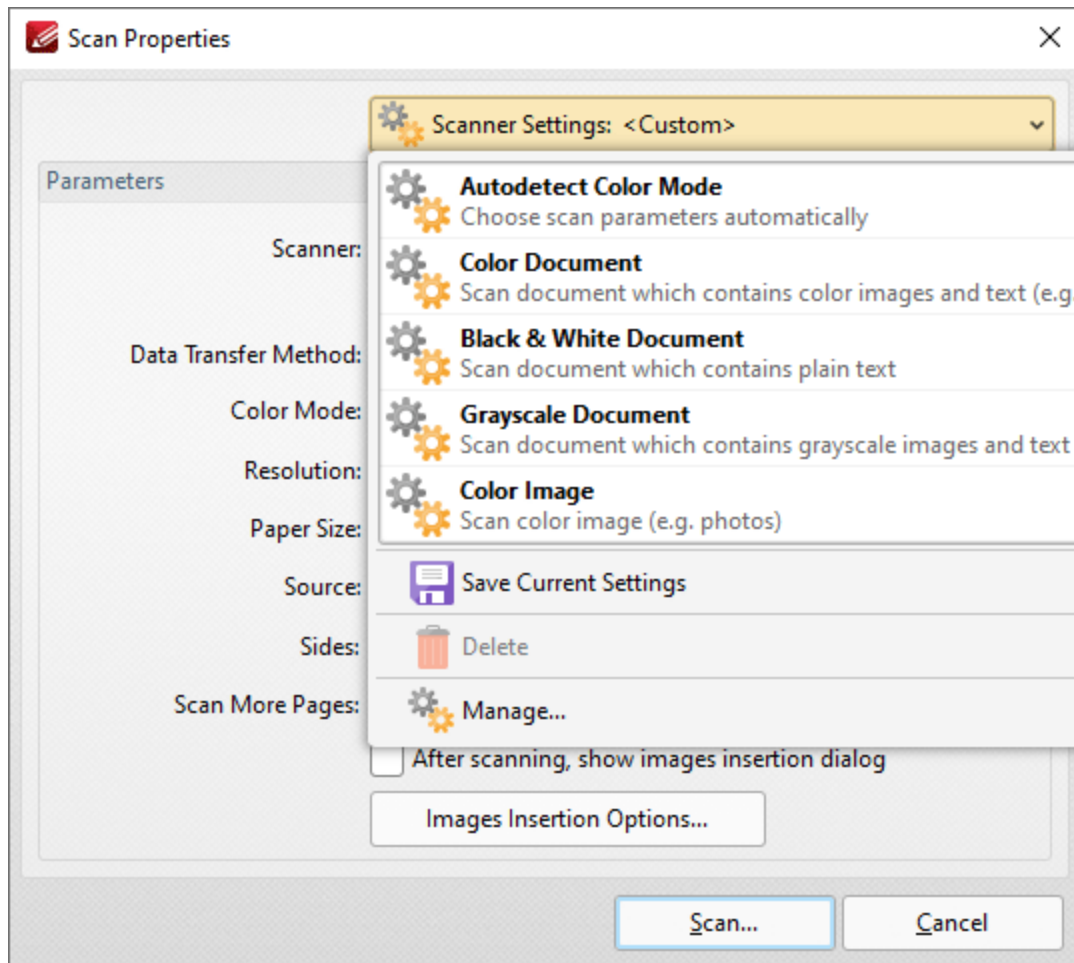 Scan Properties
Scanner Settings: <Custom>
Parameters
Autodetect Color Mode
Choose scan parameters automatically
Scanner:
Color Document
Scan document which contains color images and text (e.g.
Black & White Document
Data Transfer Method:
Scan document which contains plain text
Color Mode:
Grayscale Document
Scan document which contains grayscale images and text
Resolution:
Color Image
Scan color image (e.g. photos)
Paper Size:
Source:
Save Current Settings
Sides:
Delete
Scan More Pages:
Manage...
After scanning, show images insertion dialog
Images Insertion Options...
Scan...
Cancel